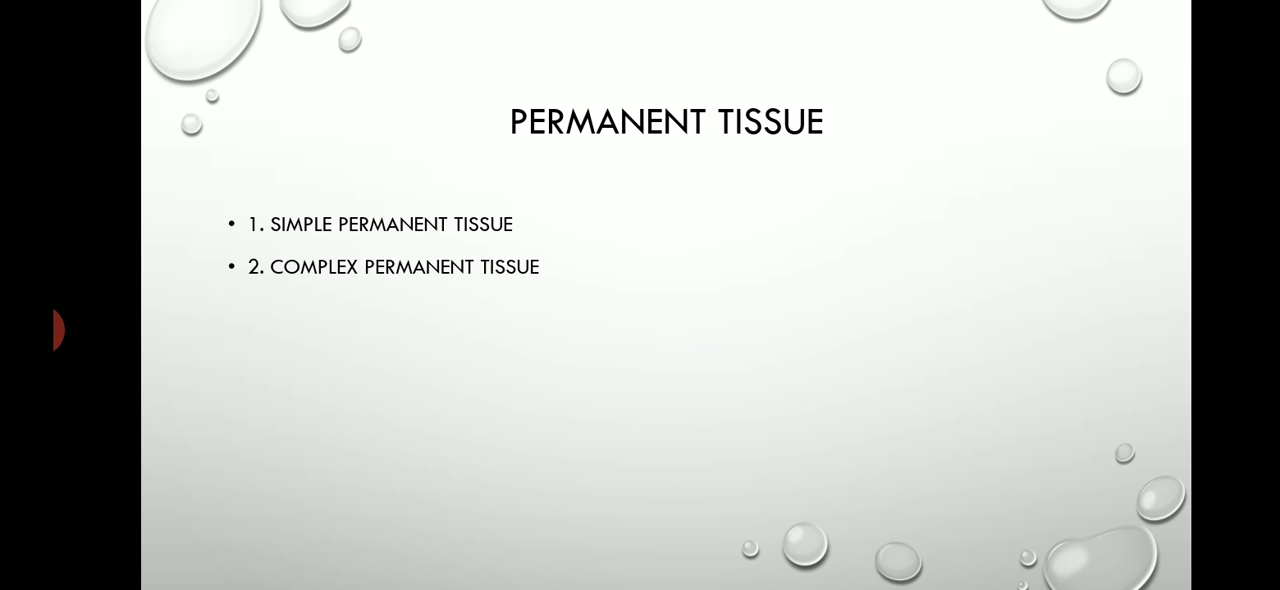 PERMANENT TISSUE
• 1. SIMPLE PERMANENT TISSUE
• 2. COMPLEX PERMANENT TISSUE